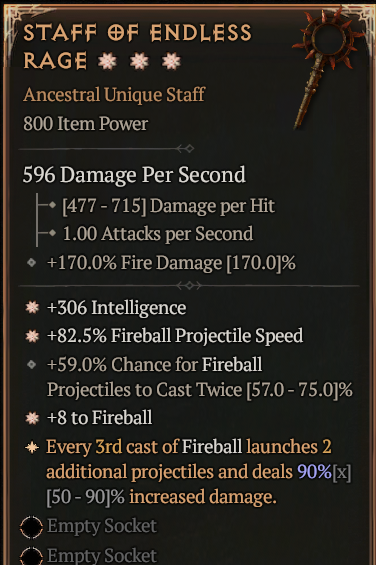 STAFF OF ENDLESS
RAGE
Ancestral Unique Staff
800 Item Power
596 Damage Per Second
[477 - 715] Damage per Hit
1.00 Attacks per Second
+170.0% Fire Damage [170.0]%
+306 Intelligence
+82.5% Fireball Projectile Speed
+59.0% Chance for Fireball
Projectiles to Cast Twice [57.0 - 75.0]%
+8 to Fireball
Every 3rd cast of Fireball launches 2
additional projectiles and deals 90%[x]
[50 - 90]% increased damage.
Empty Socket
Empty Socket